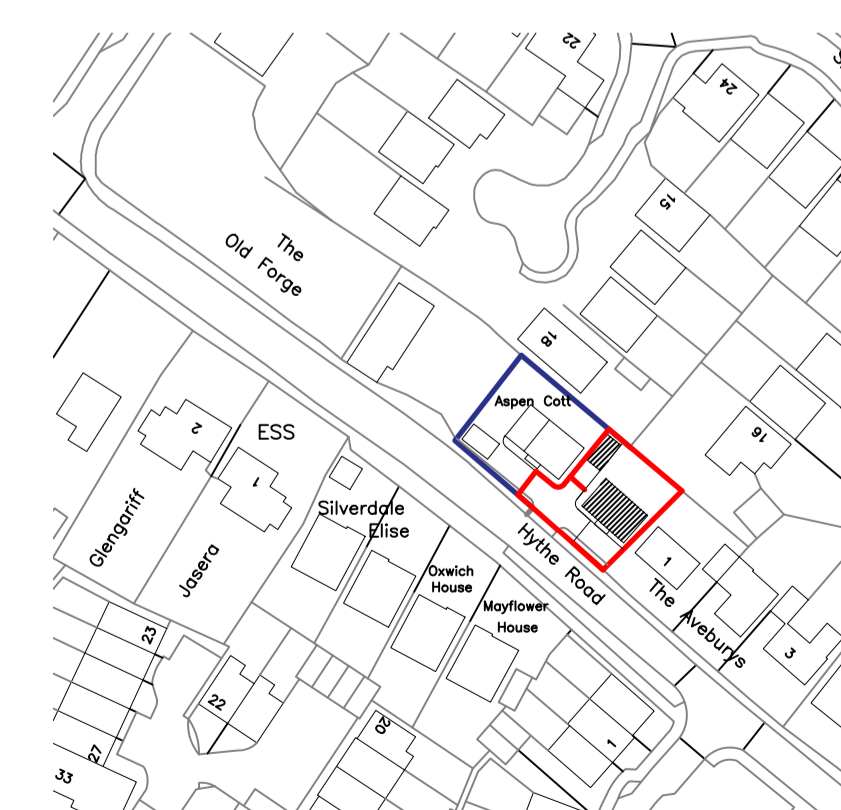 22
24
15
The
Old Forge
18
Aspen Cott
2
ESS
16
1
Silverdale
Elise
Glengariff
Hythe Road
Jasera
1
Oxwich
House
The Aveburys
Mayflower
House
23
3
22
20
1
27
33